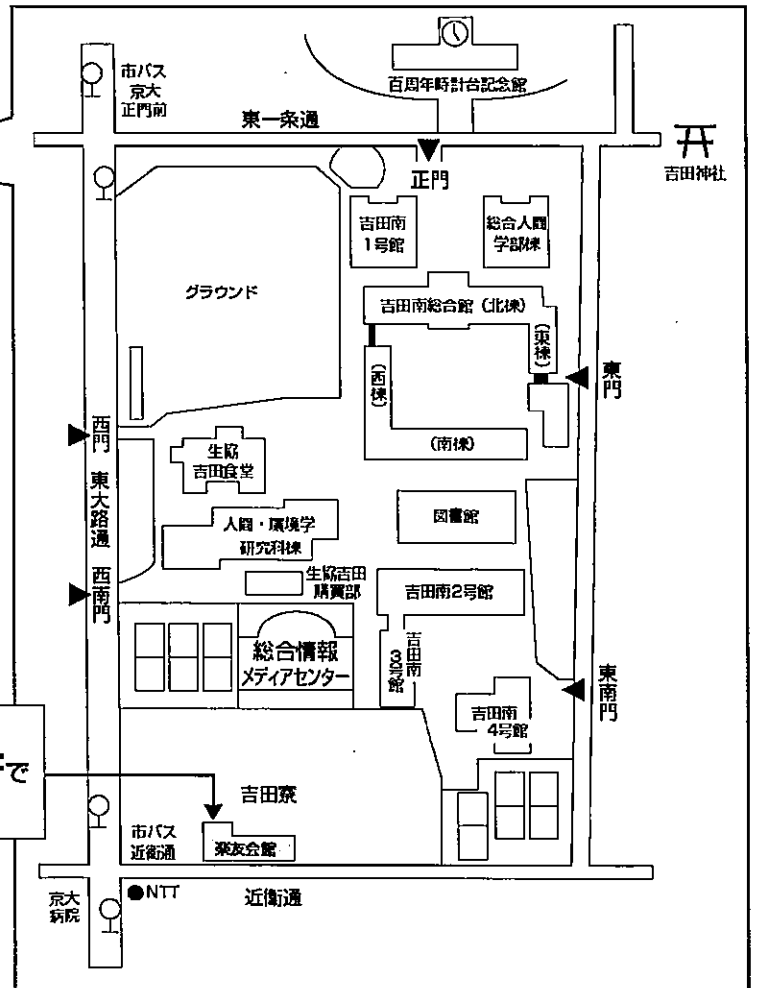 市バス
京大
正門前
百周年時計台記念館
東一条通
正門
吉田神社
吉田南
1号館
総合人間
学部棟
グラウンド
吉田南総合館（北棟）
（東棟）
（西棟）
東門
（南棟）
西門
生協
吉田食堂
東大路通
図書館
人間・環境学
研究科棟
西南門
生協吉田
購買部
吉田南2号館
総合情報
メディアセンター
吉田南
3号館
東南門
吉田南
4号館
で
吉田寮
市バス
近衛通
楽友会館
京大
病院
●NTT
近衛通